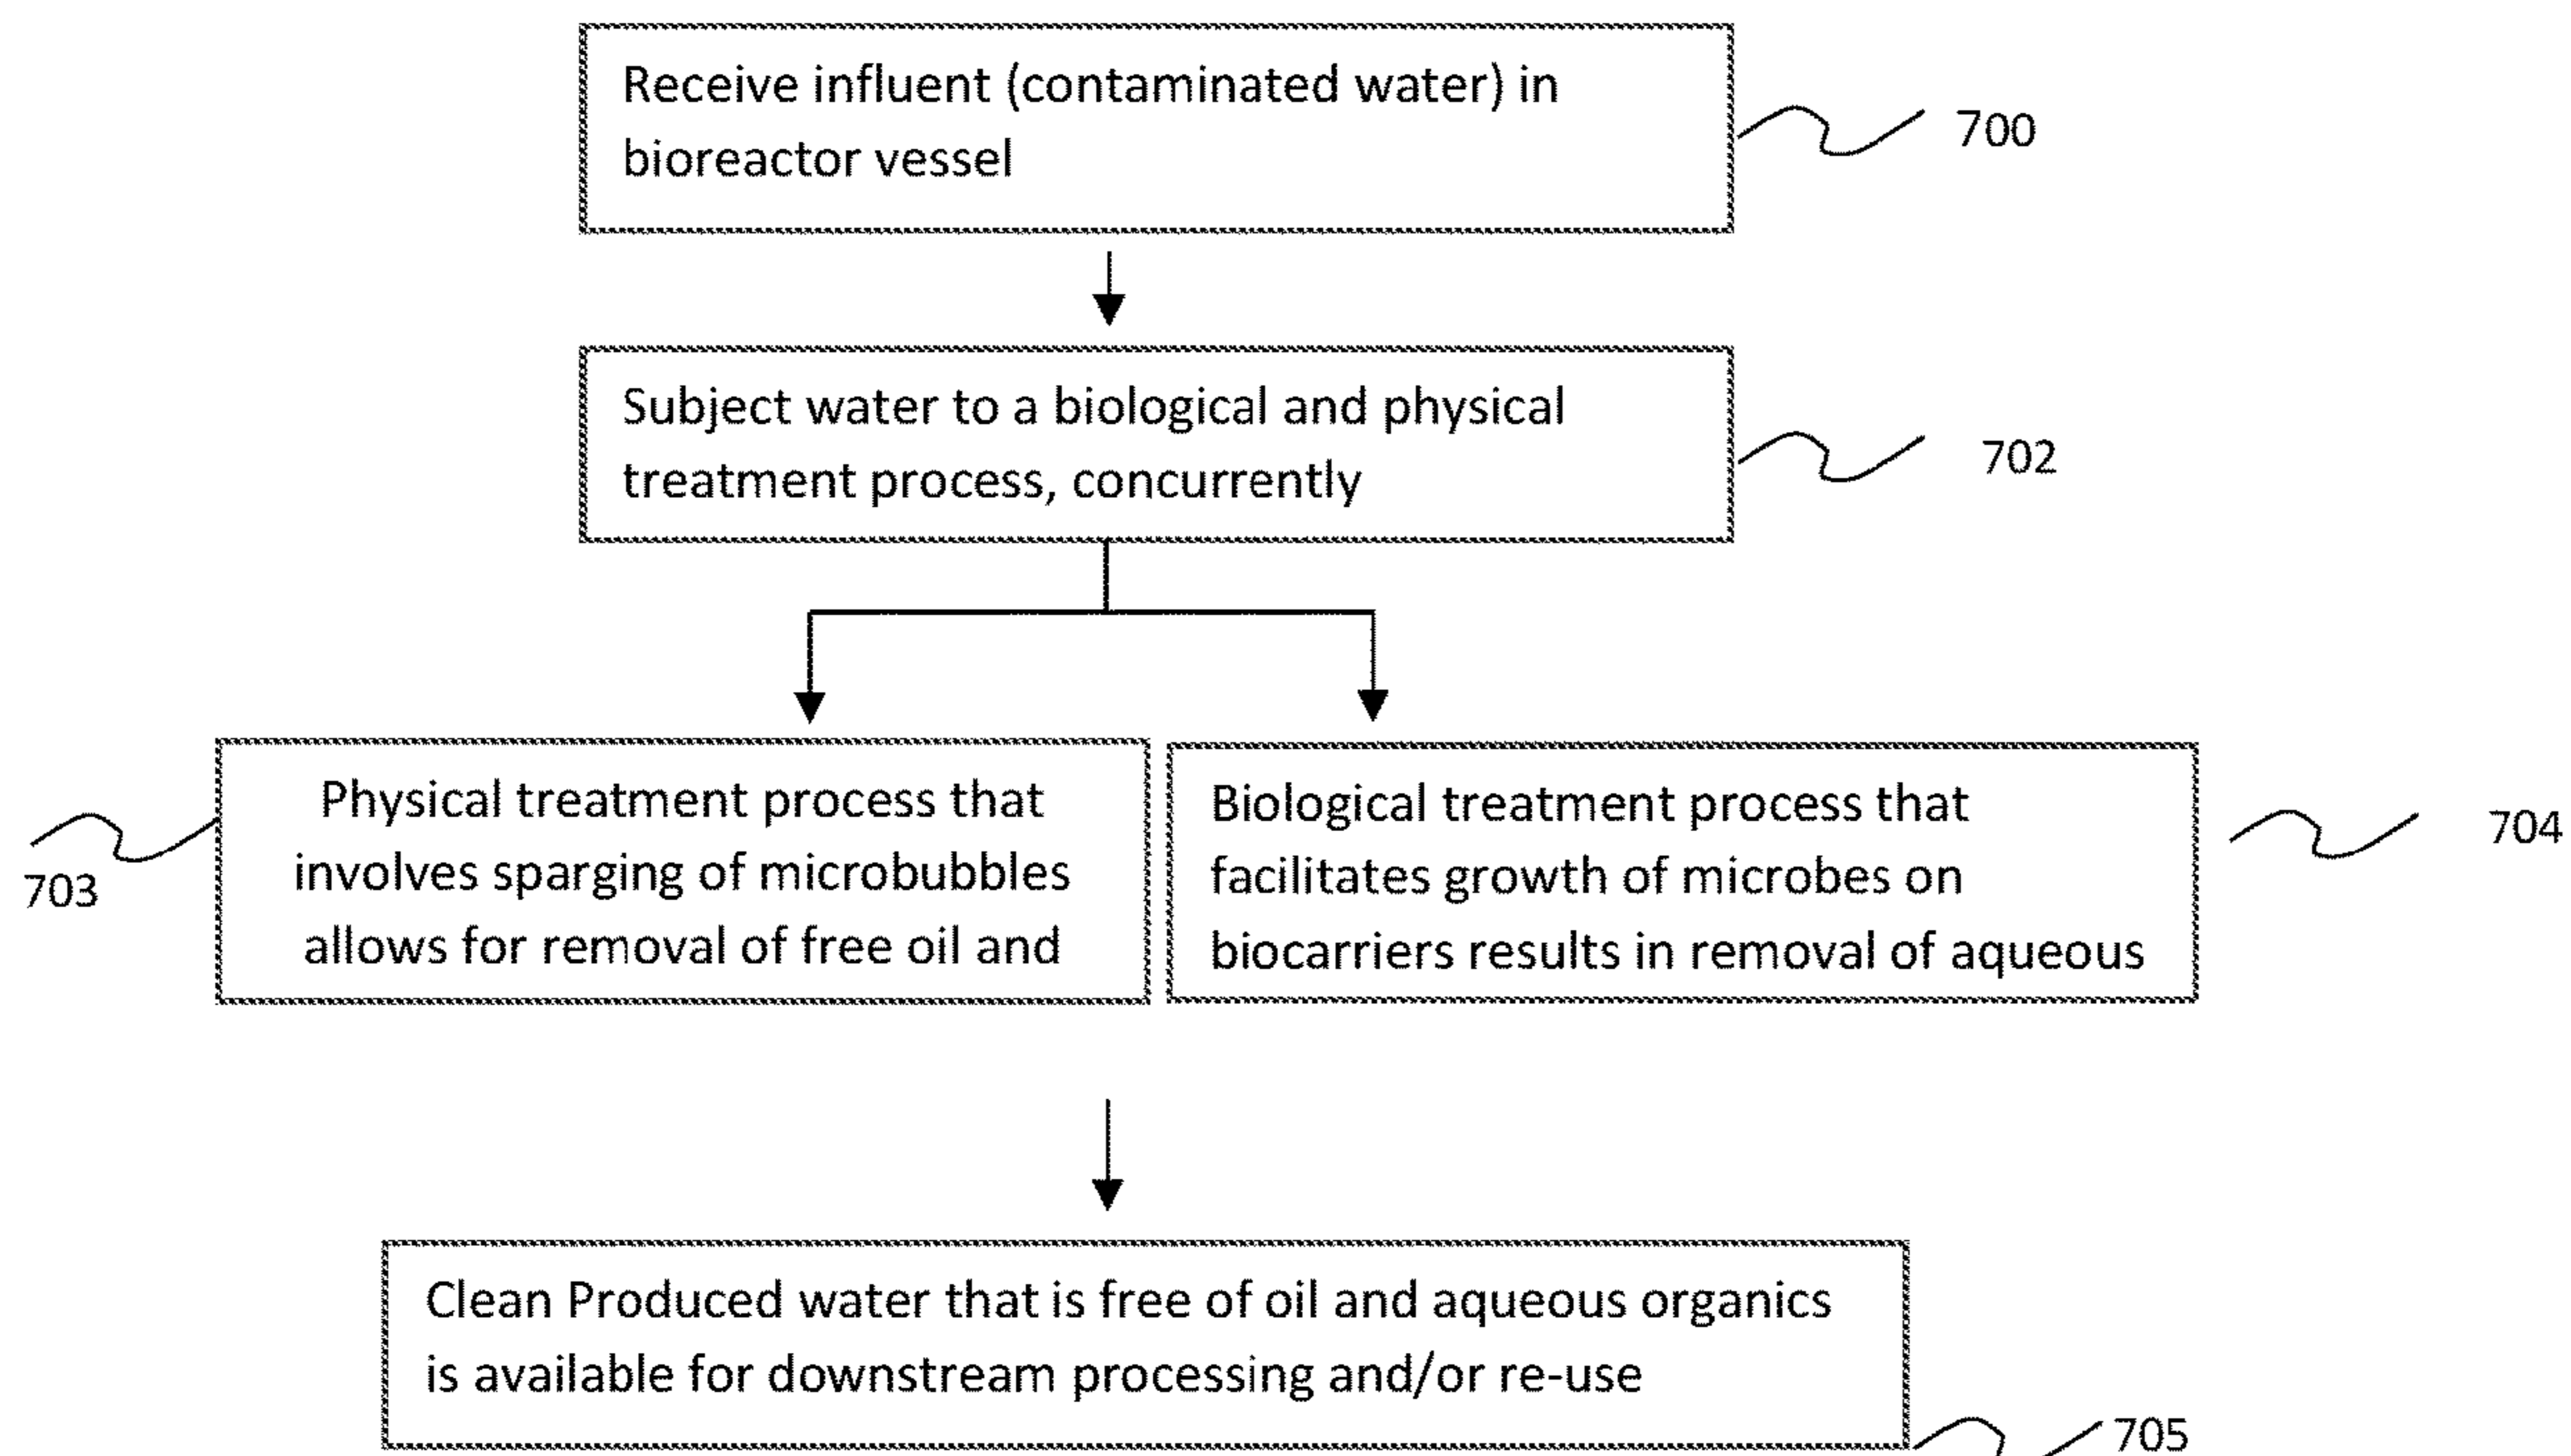 Receive influent (contaminated water) in
bioreactor vessel
700
Subject water to a biological and physical
treatment process, concurrently
702
Physical treatment process that
involves sparging of microbubbles
allows for removal of free oil and
703
Biological treatment process that
facilitates growth of microbes on
biocarriers results in removal of aqueous
704
Clean Produced water that is free of oil and aqueous organics
is available for downstream processing and/or re-use
705